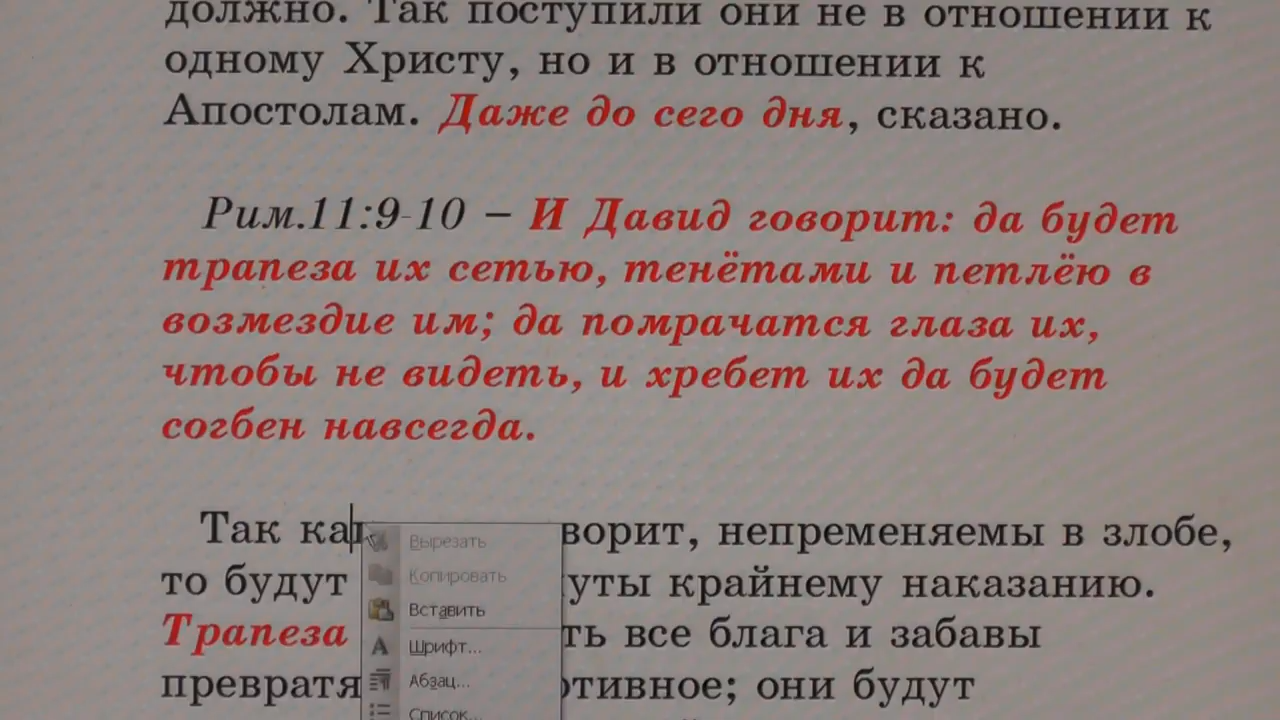 должно. Так поступили они не в отношении к
одному Христу, но и в отношении к
Апостолам. Даже до сего дня, сказано.
Рим.11:9-10 – И Давид говорит: да будет
трапеза их сетью, тенётами и петлёю в
возмездие им; да помрачатся глаза их,
чтобы не видеть, и хребет их да будет
согбен навсегда.
Так ворит, непременяемы в злобе,
то будут уты крайнему наказанию.
Трапеза ть все блага и забавы
превратя отивное; они будут
Вырезать
Копировать
Вставить
Шрифт...
Абзац...
Список...